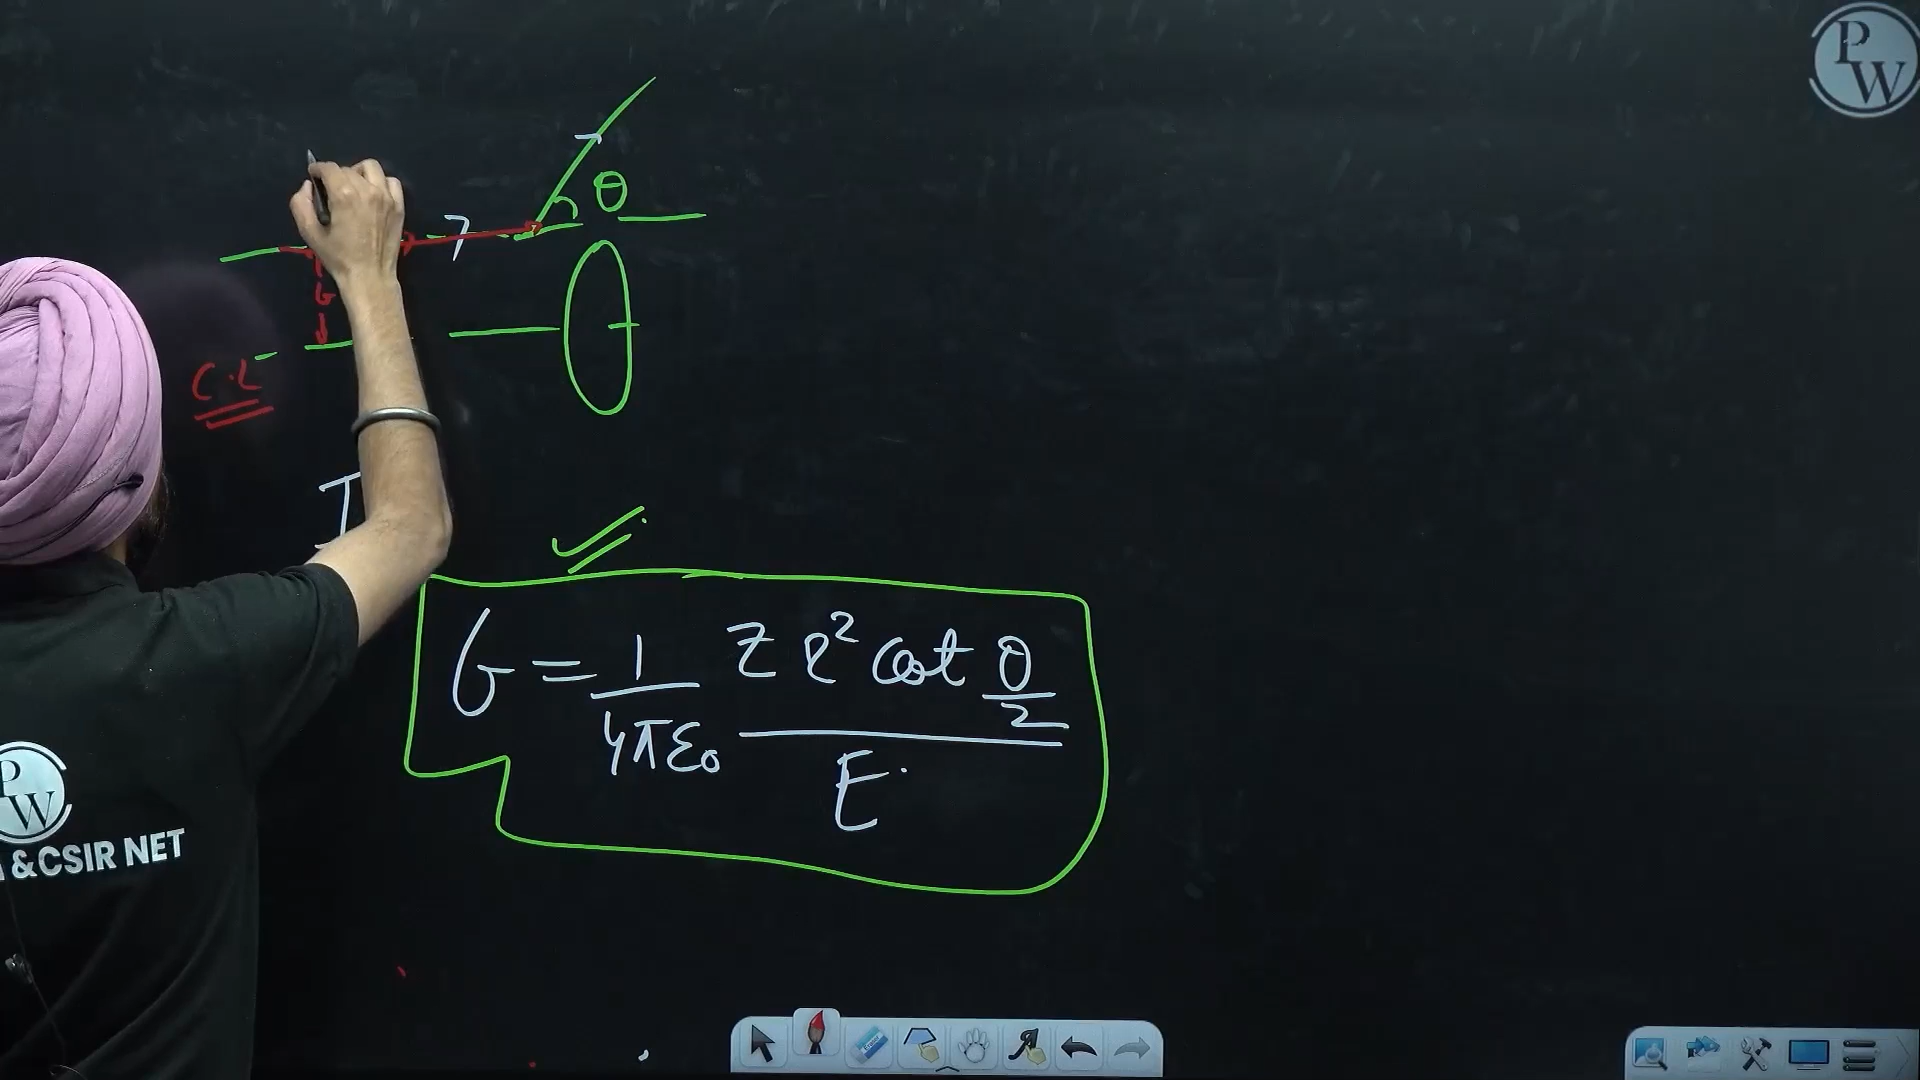 PW
θ
b
C.L
I
b = 1/4πε₀ Ze² cot θ/2 / E
PW
& CSIR NET